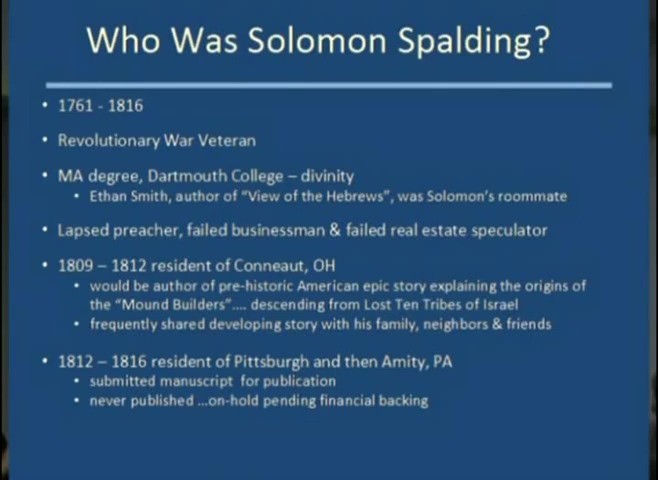 Who Was Solomon Spalding?
• 1761 - 1816
• Revolutionary War Veteran
• MA degree, Dartmouth College – divinity
• Ethan Smith, author of "View of the Hebrews", was Solomon's roommate
• Lapsed preacher, failed businessman & failed real estate speculator
• 1809 – 1812 resident of Conneaut, OH
• would be author of pre-historic American epic story explaining the origins of
the "Mound Builders".... descending from Lost Ten Tribes of Israel
• frequently shared developing story with his family, neighbors & friends
• 1812 – 1816 resident of Pittsburgh and then Amity, PA
• submitted manuscript for publication
• never published ...on-hold pending financial backing